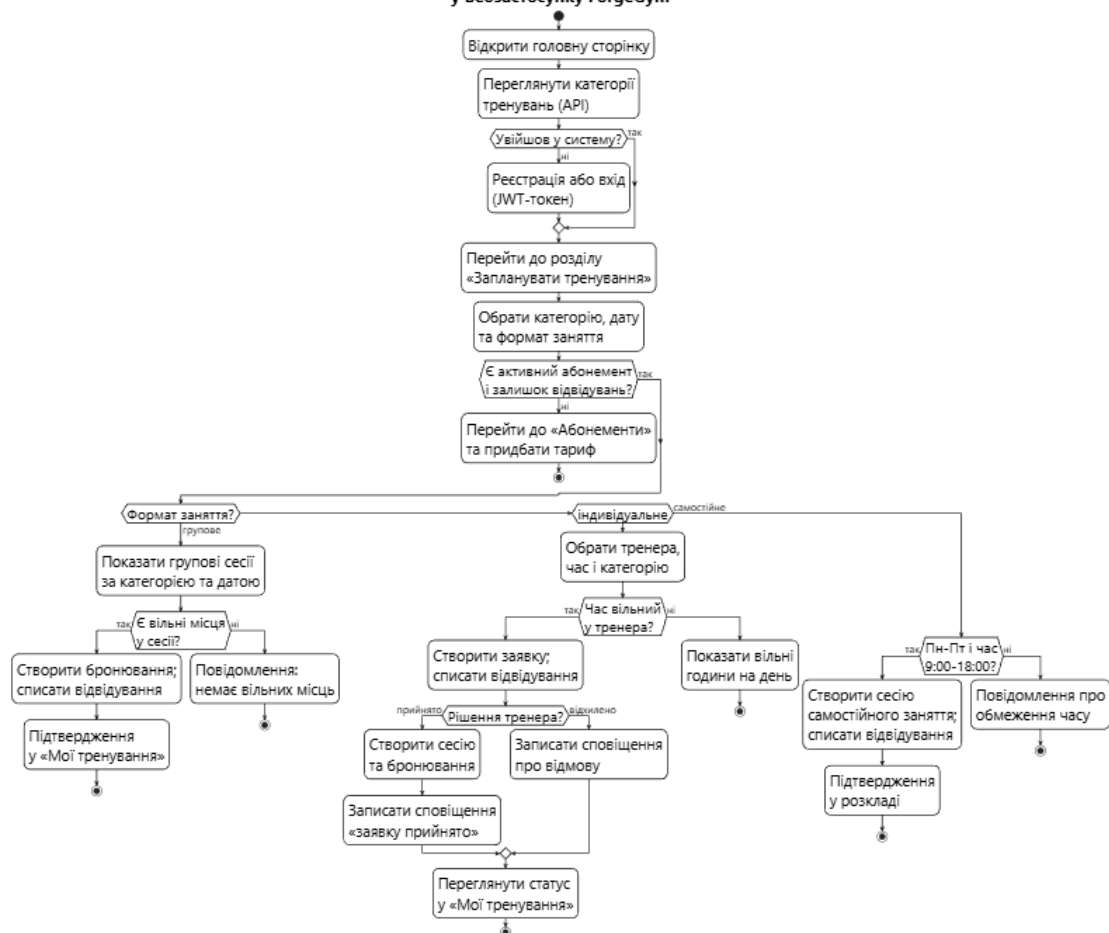 у вебзастосунку ForgeGym
Відкрити головну сторінку
Переглянути категорії
тренувань (API)
Увійшов у систему?
так
ні
Реєстрація або вхід
(JWT-токен)
Перейти до розділу
«Запланувати тренування»
Обрати категорію, дату
та формат заняття
Є активний абонемент
і залишок відвідувань?
так
ні
Перейти до «Абонементи»
та придбати тариф
Формат заняття?
групове
індивідуальне
самостійне
Показати групові сесії
за категорією та датою
так
Є вільні місця
у сесії?
ні
Створити бронювання;
списати відвідування
Повідомлення:
немає вільних місць
Підтвердження
у «Мої тренування»
Обрати тренера,
час і категорію
так
Час вільний
у тренера?
ні
Створити заявку;
списати відвідування
Показати вільні
години на день
прийнято
Рішення тренера?
відхилено
Створити сесію
та бронювання
Записати сповіщення
про відмову
Записати сповіщення
«заявку прийнято»
Переглянути статус
у «Мої тренування»
так
Пн-Пт і час
9:00-18:00?
ні
Створити сесію
самостійного заняття;
списати відвідування
Повідомлення про
обмеження часу
Підтвердження
у розкладі